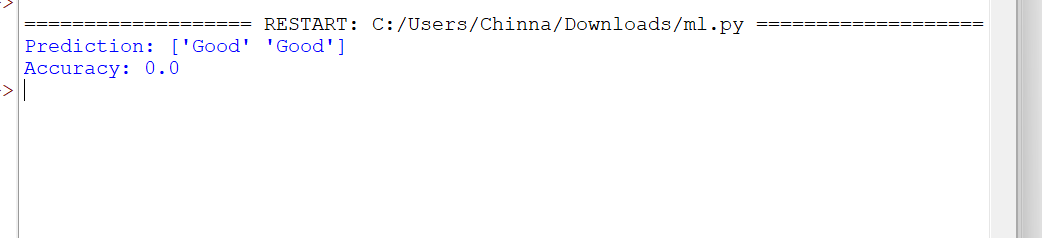 =================== RESTART: C:/Users/Chinna/Downloads/ml.py ===================
Prediction: ['Good' 'Good']
Accuracy: 0.0
>